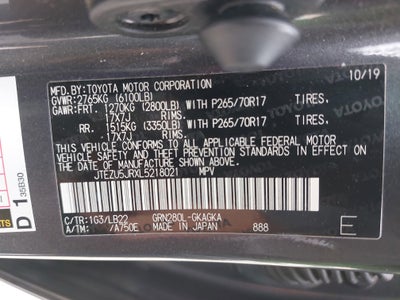 MFD. BY:TOYOTA MOTOR CORPORATION 10/19
GVWR: 2765KG (6100LB)
GAWR:FRT. 1270KG (2800LB) WITH P265/70R17 TIRES,
17X7J RIMS,
RR. 1515KG (3350LB) WITH P265/70R17 TIRES,
17X7J RIMS,
THIS VEHICLE CONFORMS TO ALL APPLICABLE FEDERAL MOTOR
VEHICLE SAFETY STANDARDS IN EFFECT ON THE DATE OF
MANUFACTURE SHOWN ABOVE.
JTEZU5JRXL5218021 MPV
C/TR:1G3/LB22 GRN280L-GKAGKA
A/TM: /A750E MADE IN JAPAN 888
E
D 1
35B30